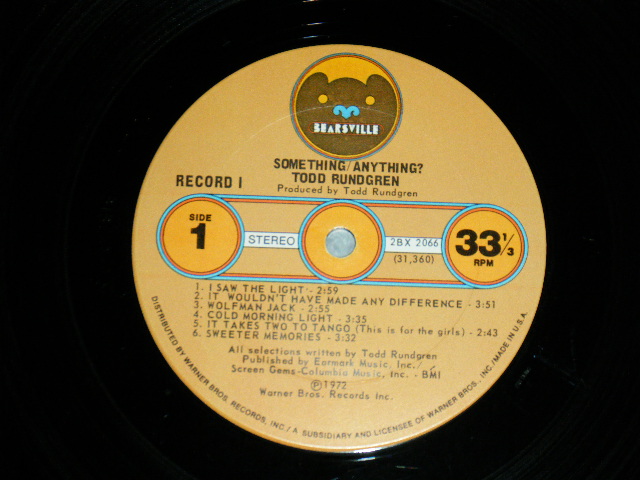 BEARSVILLE
SOMETHING/ANYTHING?
TODD RUNDGREN
Produced by Todd Rundgren
RECORD I
SIDE
1
STEREO
2BX 2066
(31,360)
33 1/3
RPM
1. I SAW THE LIGHT - 2:59
2. IT WOULDN'T HAVE MADE ANY DIFFERENCE - 3:51
3. WOLFMAN JACK - 2:55
4. COLD MORNING LIGHT - 3:35
5. IT TAKES TWO TO TANGO (This is for the girls) - 2:43
6. SWEETER MEMORIES - 3:32
All selections written by Todd Rundgren
Published by Earmark Music, Inc./
Screen Gems-Columbia Music, Inc. - BMI
Ⓟ1972
Warner Bros. Records Inc.
DISTRIBUTED BY WARNER BROS. RECORDS, INC./A SUBSIDIARY AND LICENSEE OF WARNER BROS., INC./MADE IN U.S.A.